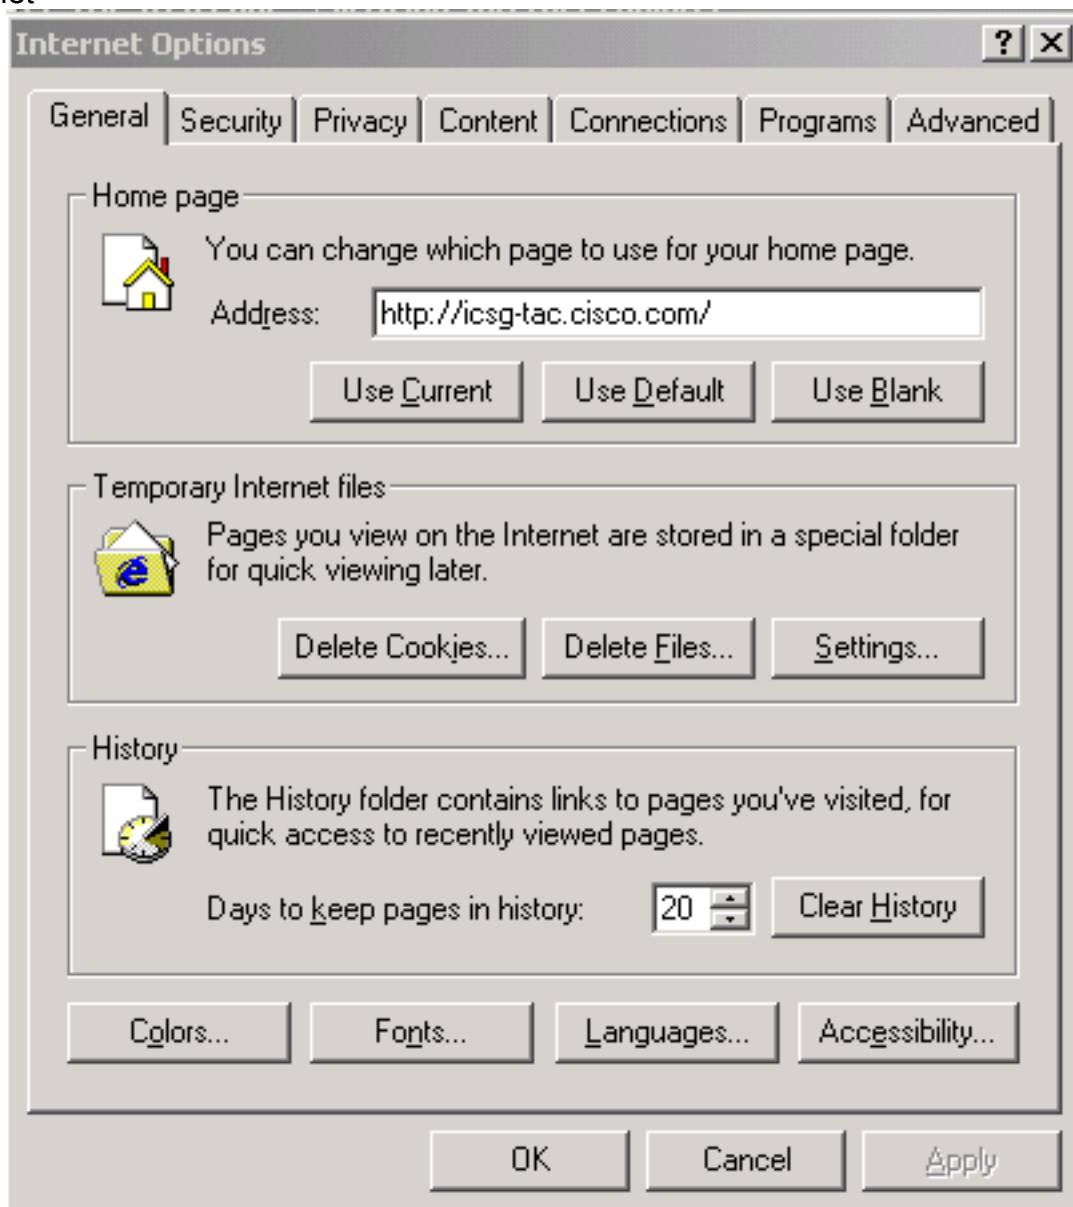 Internet Options
General Security Privacy Content Connections Programs Advanced
Home page
You can change which page to use for your home page.
Address: http://icsg-tac.cisco.com/
Use Current Use Default Use Blank
Temporary Internet files
Pages you view on the Internet are stored in a special folder
for quick viewing later.
Delete Cookies... Delete Files... Settings...
History
The History folder contains links to pages you've visited, for
quick access to recently viewed pages.
Days to keep pages in history: 20 Clear History
Colors... Fonts... Languages... Accessibility...
OK Cancel Apply